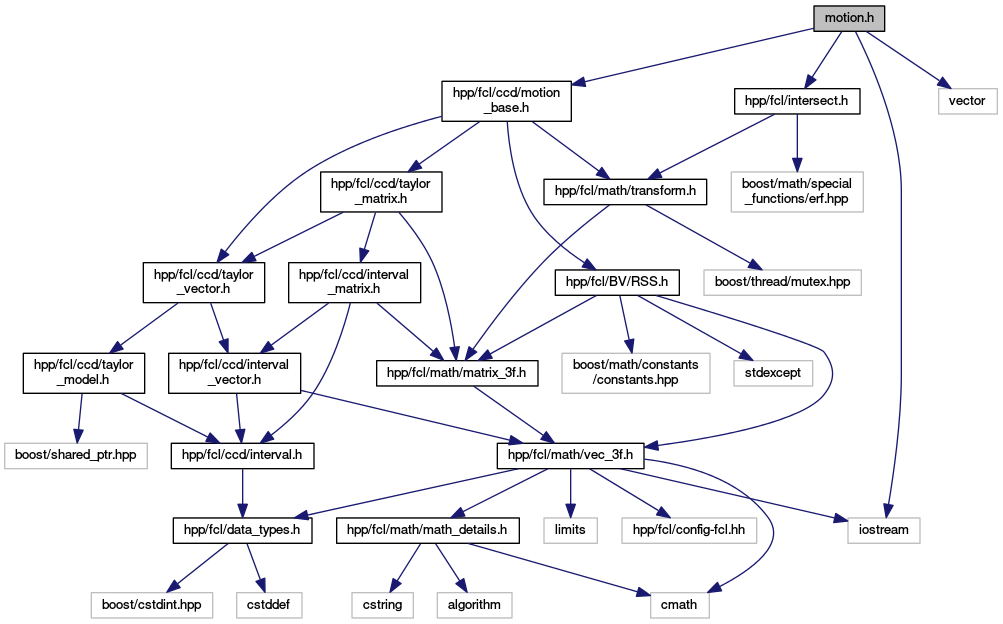 motion.h
hpp/fcl/ccd/motion
_base.h
hpp/fcl/intersect.h
vector
hpp/fcl/ccd/taylor
_matrix.h
hpp/fcl/math/transform.h
boost/math/special
_functions/erf.hpp
hpp/fcl/ccd/taylor
_vector.h
hpp/fcl/ccd/interval
_matrix.h
hpp/fcl/BV/RSS.h
boost/thread/mutex.hpp
hpp/fcl/ccd/taylor
_model.h
hpp/fcl/ccd/interval
_vector.h
hpp/fcl/math/matrix_3f.h
boost/math/constants
/constants.hpp
stdexcept
boost/shared_ptr.hpp
hpp/fcl/ccd/interval.h
hpp/fcl/math/vec_3f.h
hpp/fcl/data_types.h
hpp/fcl/math/math_details.h
limits
hpp/fcl/config-fcl.hh
iostream
boost/cstdint.hpp
cstddef
cstring
algorithm
cmath